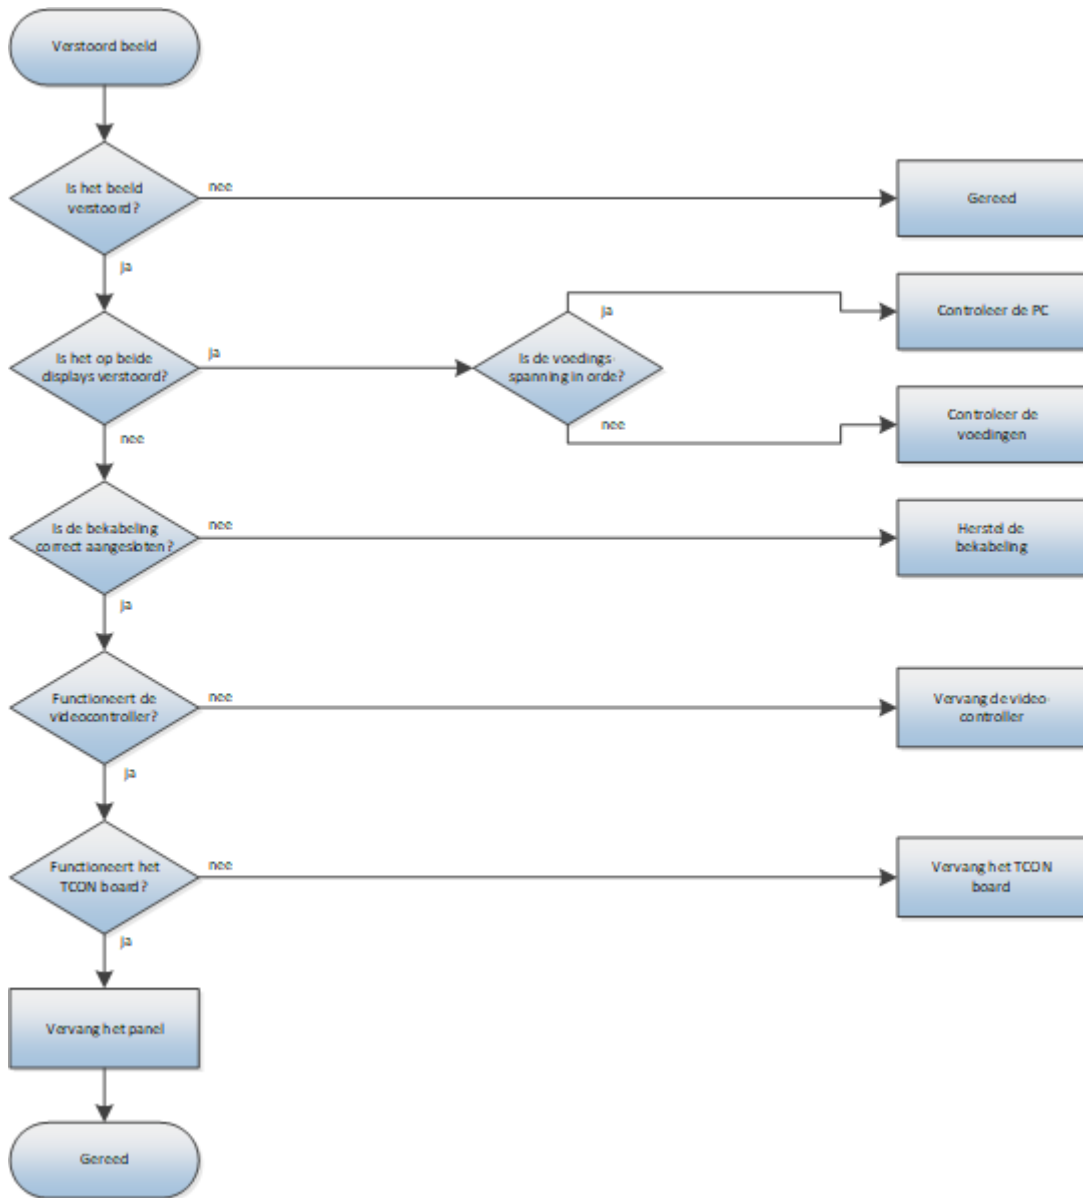 Verstoord beeld
Is het beeld
verstoord?
nee
Gereed
ja
Is het op beide
displays verstoord?
ja
Is de voedings-
spanning in orde?
ja
Controleer de PC
nee
Controleer de
voedingen
nee
Is de bekabeling
correct aangesloten?
nee
Herstel de
bekabeling
ja
Functioneert de
videocontroller?
nee
Vervang de video-
controller
ja
Functioneert het
TCON board?
nee
Vervang het TCON
board
ja
Vervang het panel
Gereed